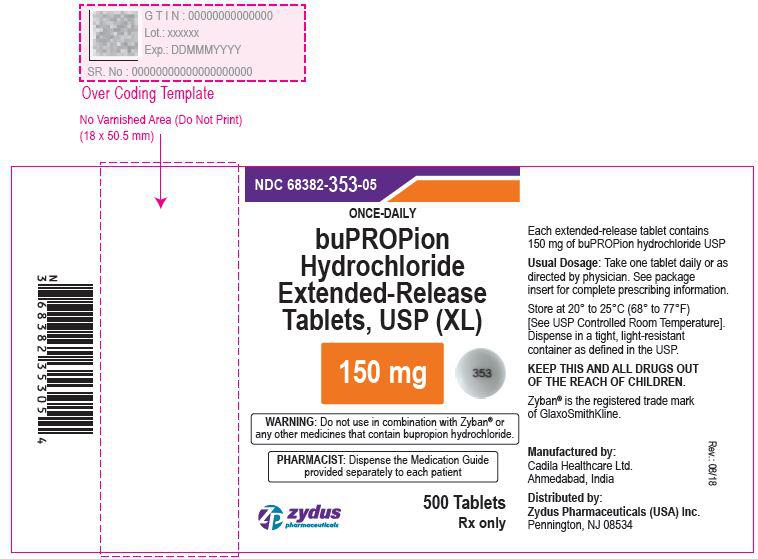 G T I N : 00000000000000
Lot.: xxxxxx
Exp.: DDMMMYYYY
SR. No : 00000000000000000000
Over Coding Template
No Varnished Area (Do Not Print)
(18 x 50.5 mm)
N
3 68382 35305 4
NDC 68382-353-05
ONCE-DAILY
buPROPion
Hydrochloride
Extended-Release
Tablets, USP (XL)
150 mg
353
WARNING: Do not use in combination with Zyban® or
any other medicines that contain bupropion hydrochloride.
PHARMACIST: Dispense the Medication Guide
provided separately to each patient
zydus
pharmaceuticals
500 Tablets
Rx only
Each extended-release tablet contains
150 mg of buPROPion hydrochloride USP
Usual Dosage: Take one tablet daily or as
directed by physician. See package
insert for complete prescribing information.
Store at 20° to 25°C (68° to 77°F)
[See USP Controlled Room Temperature].
Dispense in a tight, light-resistant
container as defined in the USP.
KEEP THIS AND ALL DRUGS OUT
OF THE REACH OF CHILDREN.
Zyban® is the registered trade mark
of GlaxoSmithKline.
Manufactured by:
Cadila Healthcare Ltd.
Ahmedabad, India
Distributed by:
Zydus Pharmaceuticals (USA) Inc.
Pennington, NJ 08534
Rev.: 08/18